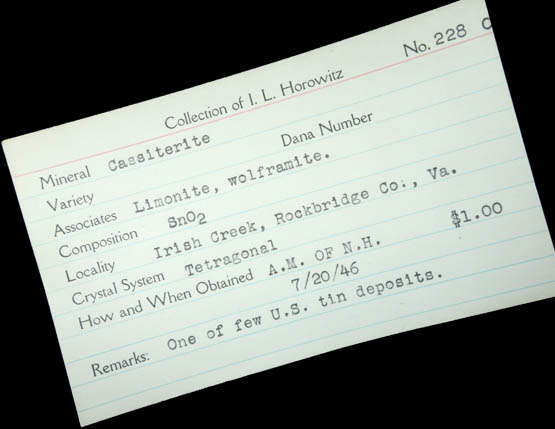 Collection of I. L. Horowitz No. 228 C
Mineral Cassiterite
Variety Dana Number
Associates Limonite, wolframite.
Composition SnO2
Locality Irish Creek, Rockbridge Co., Va.
Crystal System Tetragonal $1.00
How and When Obtained A.M. OF N.H.
7/20/46
Remarks: One of few U.S. tin deposits.